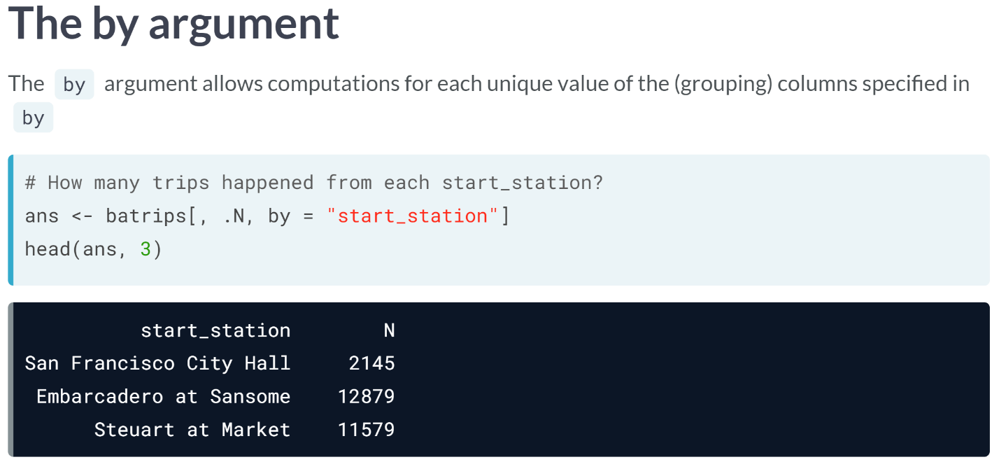 The by argument
The by argument allows computations for each unique value of the (grouping) columns specified in
by
# How many trips happened from each start_station?
ans <- batrips[, .N, by = "start_station"]
head(ans, 3)
start_station N
San Francisco City Hall 2145
Embarcadero at Sansome 12879
Steuart at Market 11579